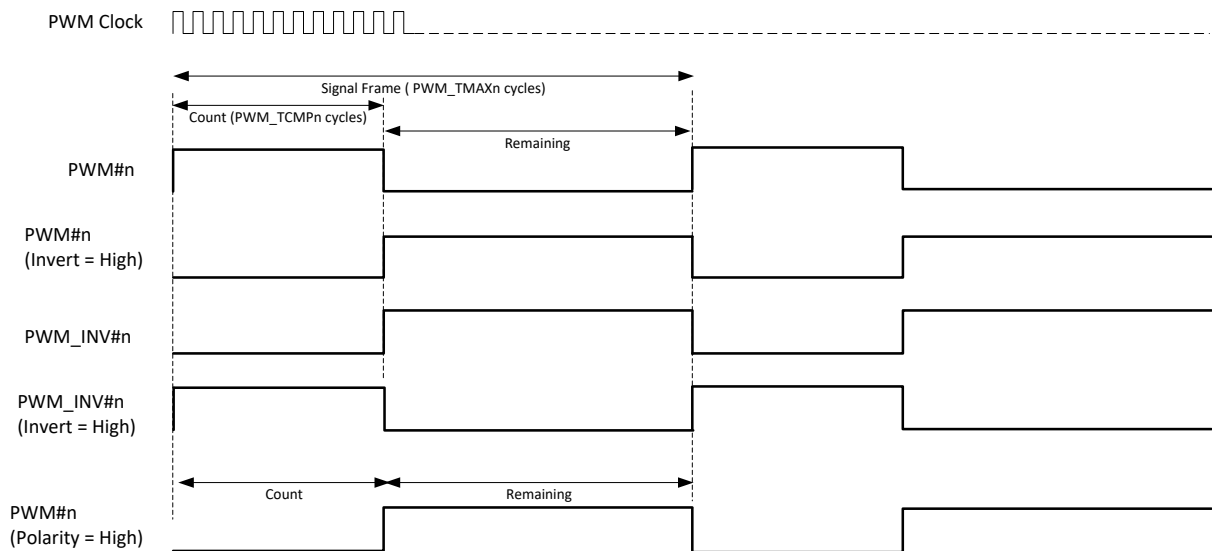 PWM Clock
Signal Frame ( PWM_TMAXn cycles)
Count (PWM_TCMPn cycles)
Remaining
PWM#n
PWM#n
(Invert = High)
PWM_INV#n
PWM_INV#n
(Invert = High)
Count
Remaining
PWM#n
(Polarity = High)